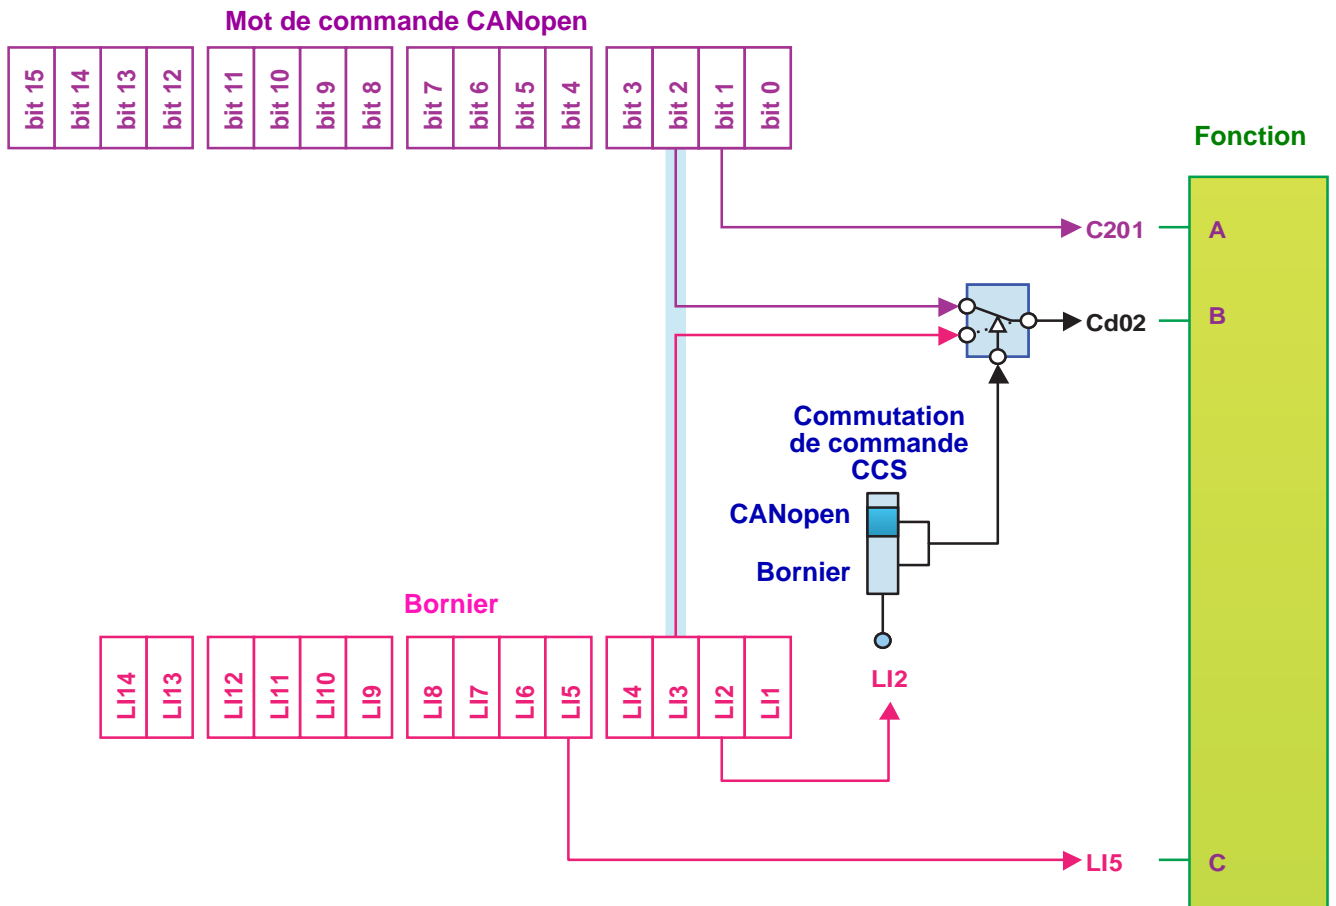 Mot de commande CANopen
bit 15
bit 14
bit 13
bit 12
bit 11
bit 10
bit 9
bit 8
bit 7
bit 6
bit 5
bit 4
bit 3
bit 2
bit 1
bit 0
Fonction
C201
A
Cd02
B
Commutation
de commande
CCS
CANopen
Bornier
Bornier
LI14
LI13
LI12
LI11
LI10
LI9
LI8
LI7
LI6
LI5
LI4
LI3
LI2
LI1
LI2
LI5
C